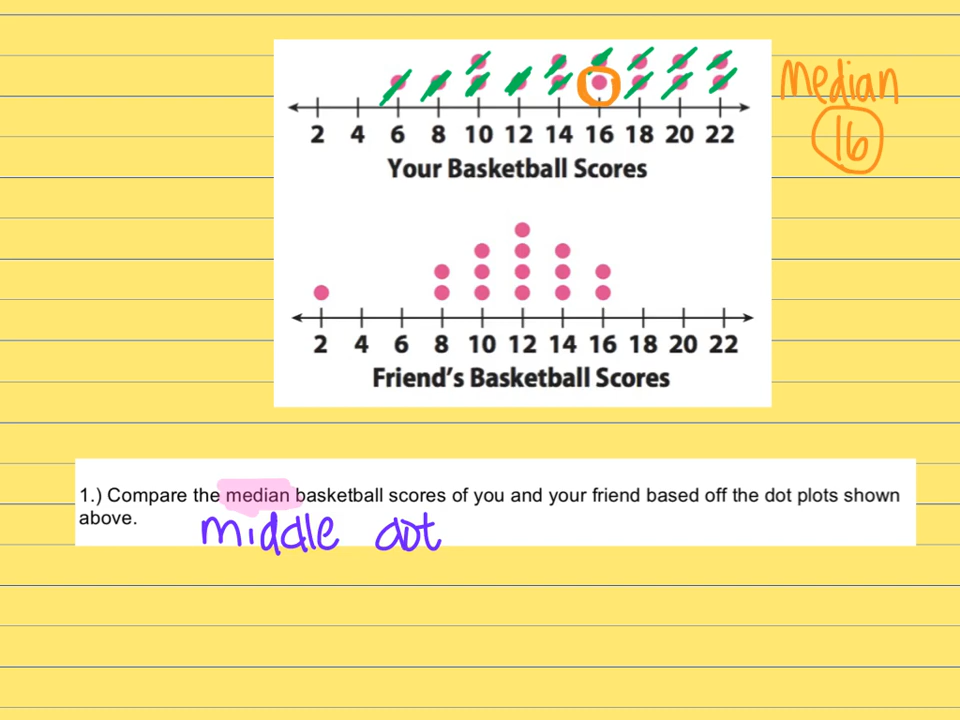 2 4 6 8 10 12 14 16 18 20 22
Your Basketball Scores
Median
16
2 4 6 8 10 12 14 16 18 20 22
Friend's Basketball Scores
1.) Compare the median basketball scores of you and your friend based off the dot plots shown
above.
middle dot